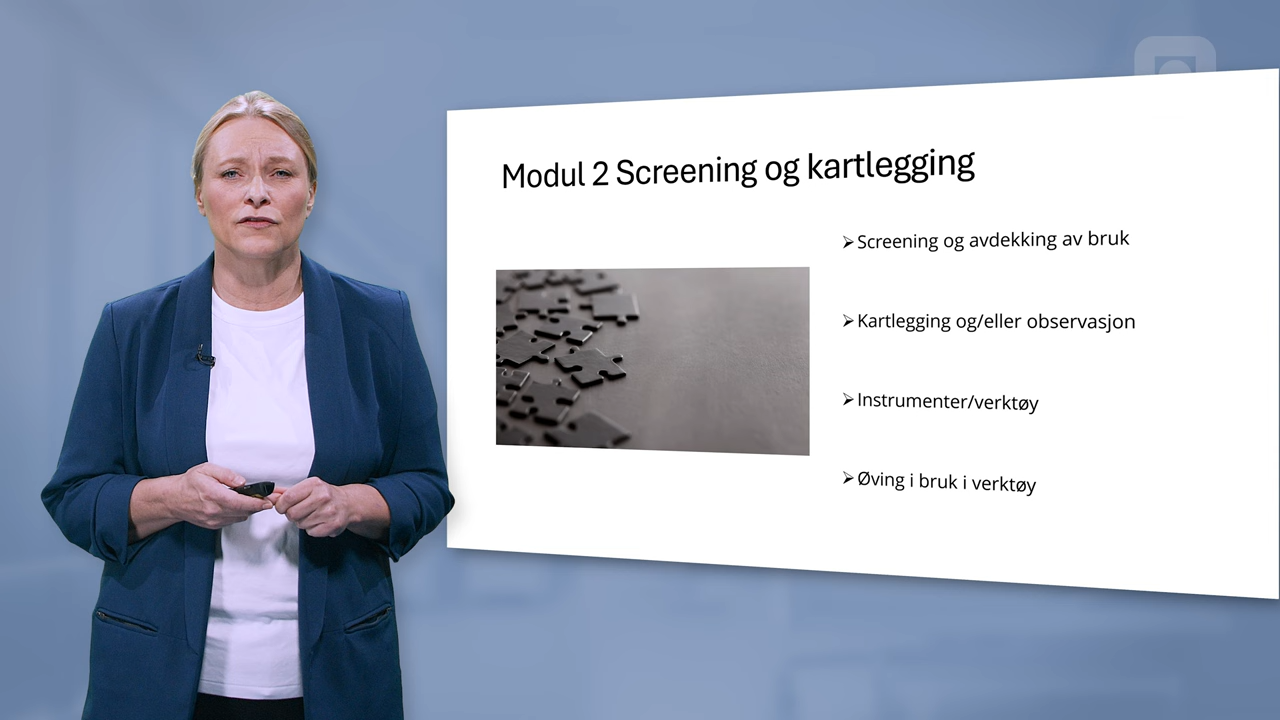 Modul 2 Screening og kartlegging
Screening og avdekking av bruk
Kartlegging og/eller observasjon
Instrumenter/verktøy
Øving i bruk i verktøy